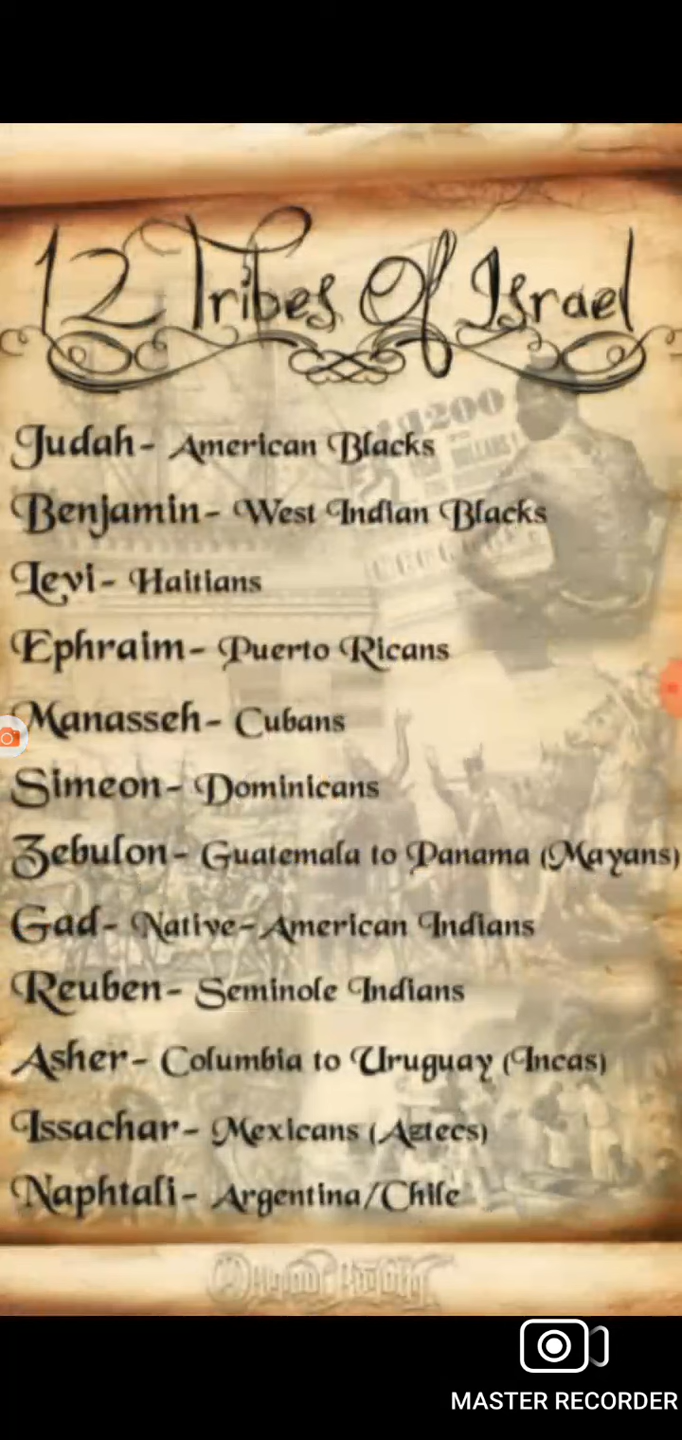 12 Tribes Of Israel
Judah- American Blacks
Benjamin- West Indian Blacks
Levi- Haitians
Ephraim- Puerto Ricans
Manasseh- Cubans
Simeon- Dominicans
Zebulon- Guatemala to Panama (Mayans)
Gad- Native-American Indians
Reuben- Seminole Indians
Asher- Columbia to Uruguay (Incas)
Issachar- Mexicans (Aztecs)
Naphtali- Argentina/Chile
MASTER RECORDER